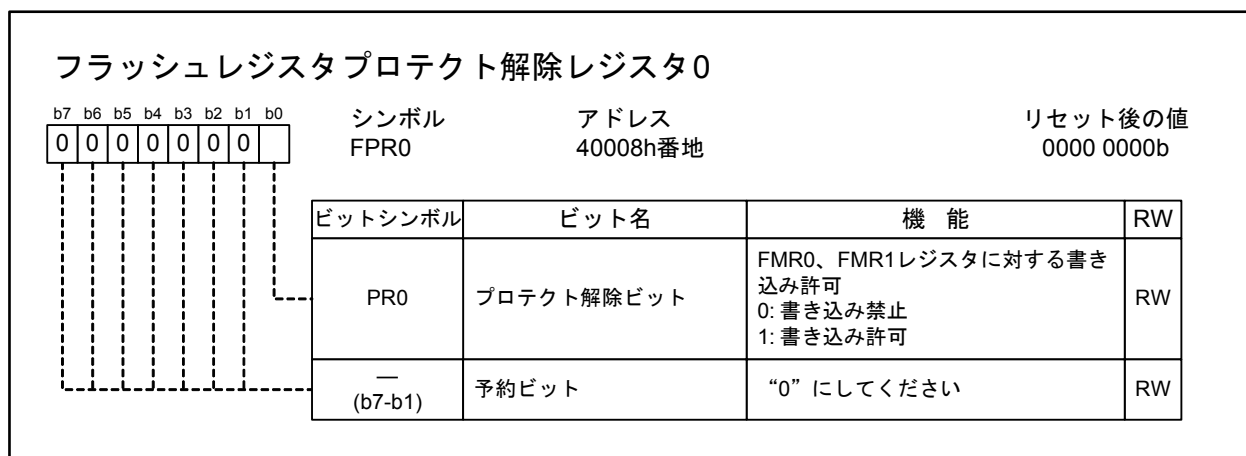 フラッシュレジスタプロテクト解除レジスタ0
b7 b6 b5 b4 b3 b2 b1 b0
0 0 0 0 0 0 0
シンボル アドレス リセット後の値
FPR0 40008h番地 0000 0000b
ビットシンボル ビット名 機 能 RW
PR0 プロテクト解除ビット FMR0、FMR1レジスタに対する書き
込み許可
0: 書き込み禁止
1: 書き込み許可 RW
—
(b7-b1) 予約ビット “0”にしてください RW